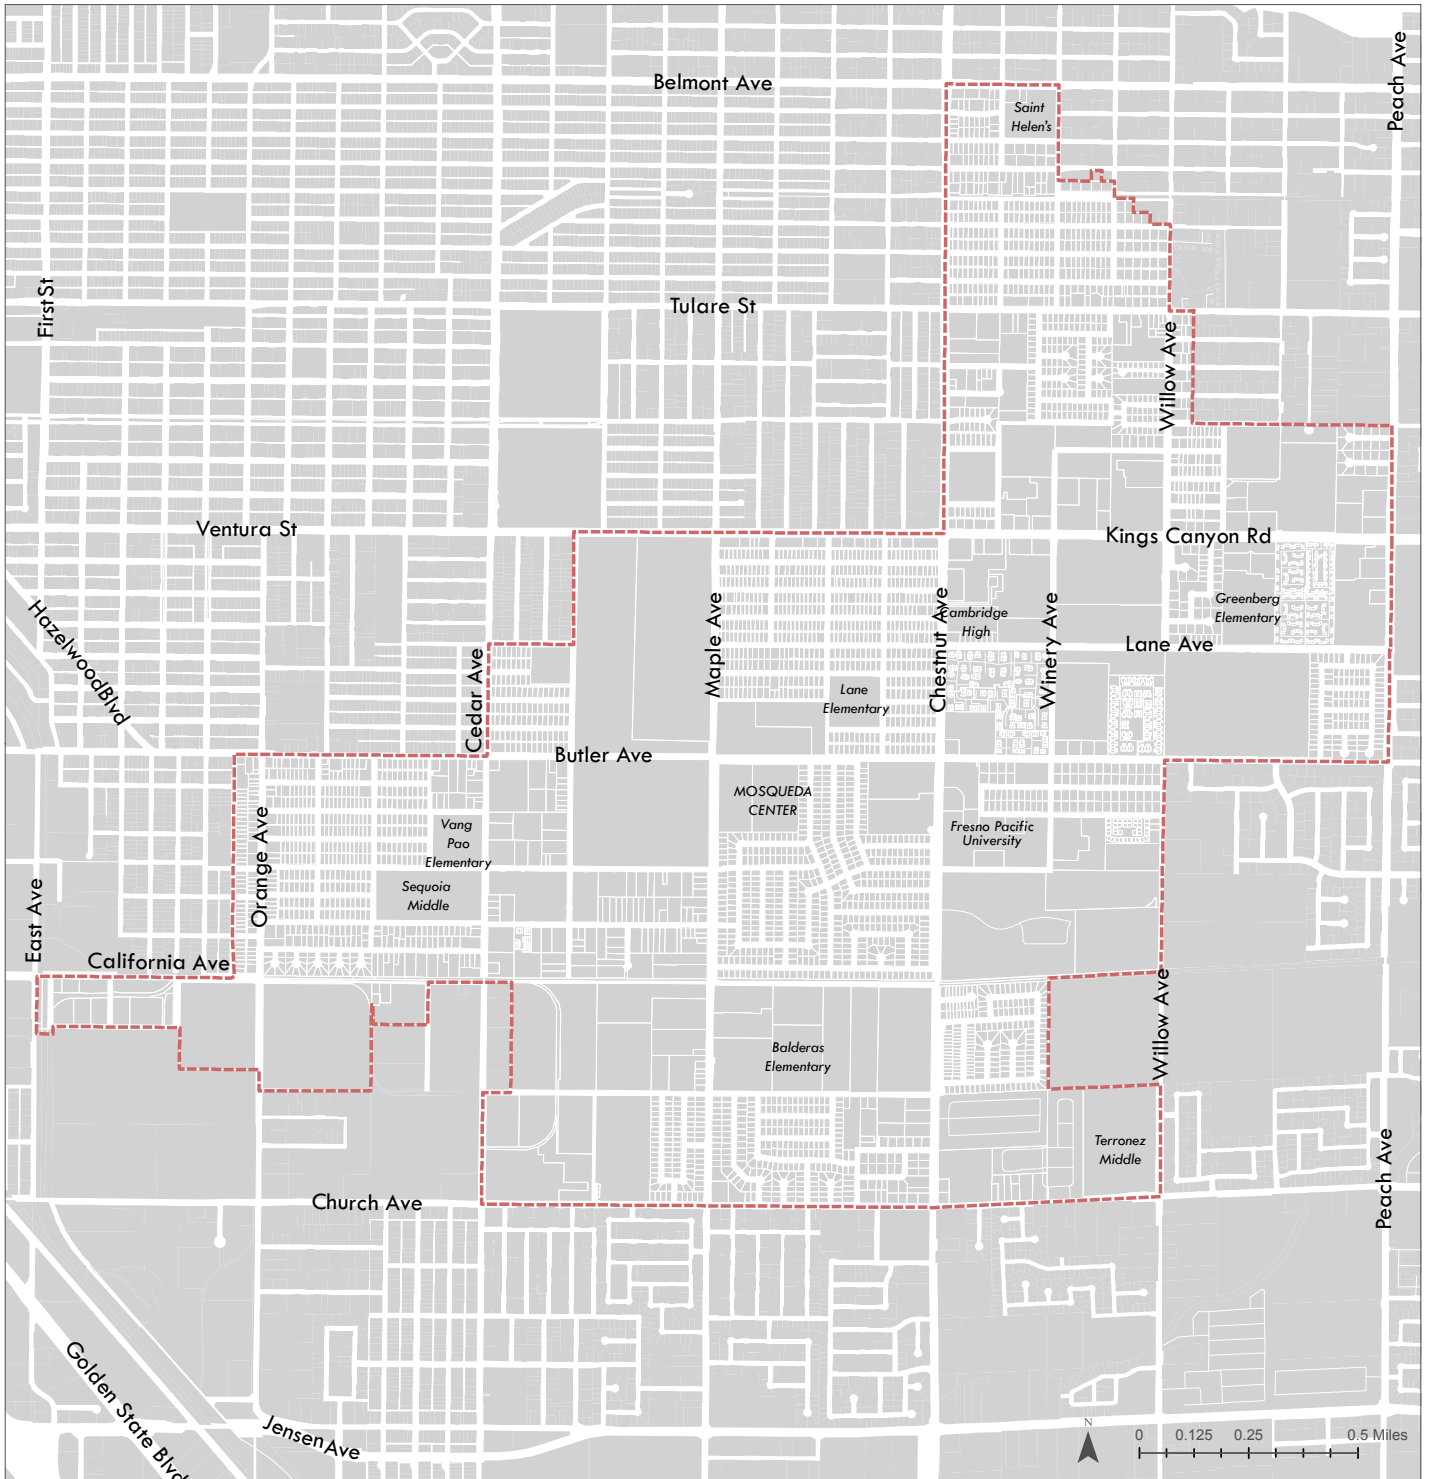 Belmont Ave
Peach Ave
Saint
Helen's
First St
Tulare St
Willow Ave
Ventura St
Kings Canyon Rd
Hazelwood Blvd
Maple Ave
Chestnut Ave
Cambridge
High
Winery Ave
Greenberg
Elementary
Lane Ave
Cedar Ave
Lane
Elementary
Butler Ave
MOSQUEDA
CENTER
Orange Ave
Vang
Pao
Elementary
Fresno Pacific
University
Sequoia
Middle
East Ave
California Ave
Willow Ave
Balderas
Elementary
Terronez
Middle
Peach Ave
Church Ave
Golden State Blvd
Jensen Ave
N
0 0.125 0.25 0.5 Miles